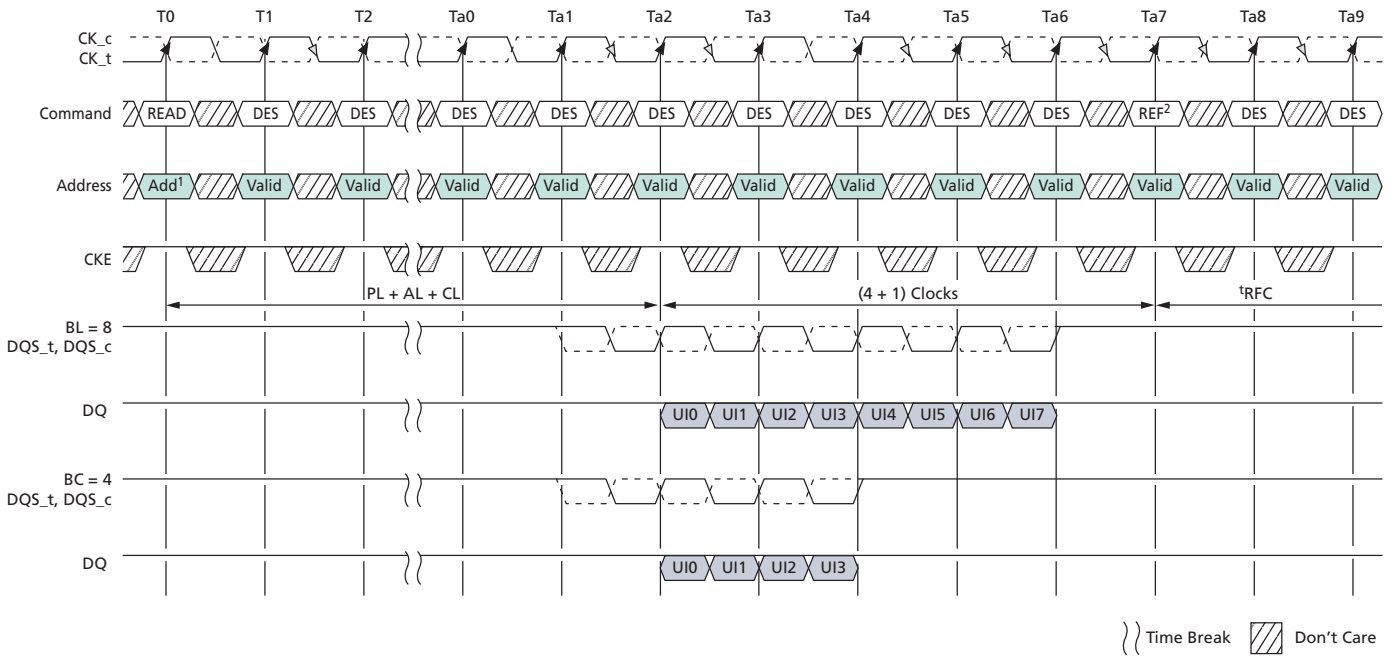 T0 T1 T2 Ta0 Ta1 Ta2 Ta3 Ta4 Ta5 Ta6 Ta7 Ta8 Ta9
CK_c
CK_t
Command READ DES DES DES DES DES DES DES DES DES REF² DES DES
Address Add¹ Valid Valid Valid Valid Valid Valid Valid Valid Valid Valid Valid Valid
CKE
PL + AL + CL (4 + 1) Clocks ᵗRFC
BL = 8
DQS_t, DQS_c
DQ UI0 UI1 UI2 UI3 UI4 UI5 UI6 UI7
BC = 4
DQS_t, DQS_c
DQ UI0 UI1 UI2 UI3
Time Break Don't Care